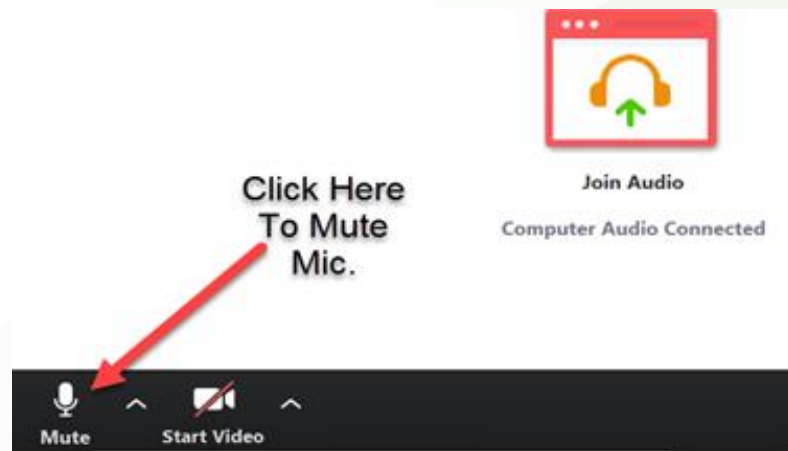 Click Here
To Mute
Mic.
Join Audio
Computer Audio Connected
Mute
Start Video